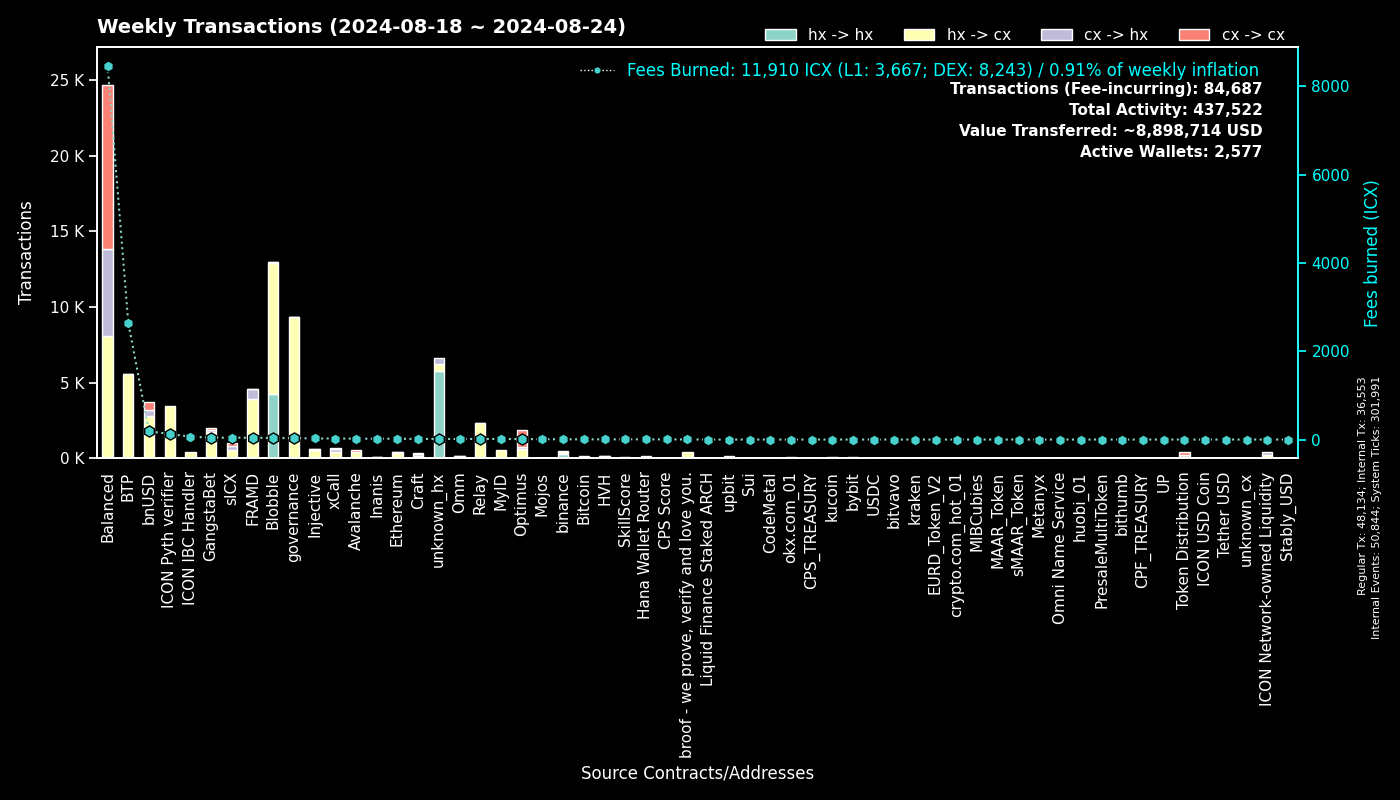 Weekly Transactions (2024-08-18 ~ 2024-08-24)
hx -> hx
hx -> cx
cx -> hx
cx -> cx
Fees Burned: 11,910 ICX (L1: 3,667; DEX: 8,243) / 0.91% of weekly inflation
Transactions (Fee-incurring): 84,687
Total Activity: 437,522
Value Transferred: ~8,898,714 USD
Active Wallets: 2,577
Transactions
25 K
20 K
15 K
10 K
5 K
0 K
8000
6000
4000
2000
0
Fees burned (ICX)
Regular Tx: 48,134; Internal Tx: 36,553
Internal Events: 50,844; System Ticks: 301,991
Balanced
BTP
bnUSD
ICON Pyth verifier
ICON IBC Handler
GangstaBet
sICX
FRAMD
Blobble
governance
Injective
xCall
Avalanche
Inanis
Ethereum
Craft
unknown_hx
Omm
Relay
MyID
Optimus
Mojos
binance
Bitcoin
HVH
SkillScore
Hana Wallet Router
CPS Score
broof - we prove, verify and love you.
Liquid Finance Staked ARCH
upbit
Sui
CodeMetal
okx.com_01
CPS_TREASURY
kucoin
bybit
USDC
bitvavo
kraken
EURD_Token_V2
crypto.com_hot_01
MIBCubies
MAAR_Token
sMAAR_Token
Metanyx
Omni Name Service
huobi_01
PresaleMultiToken
bithumb
CPF_TREASURY
UP
Token Distribution
ICON USD Coin
Tether USD
unknown_cx
ICON Network-owned Liquidity
Stably_USD
Source Contracts/Addresses